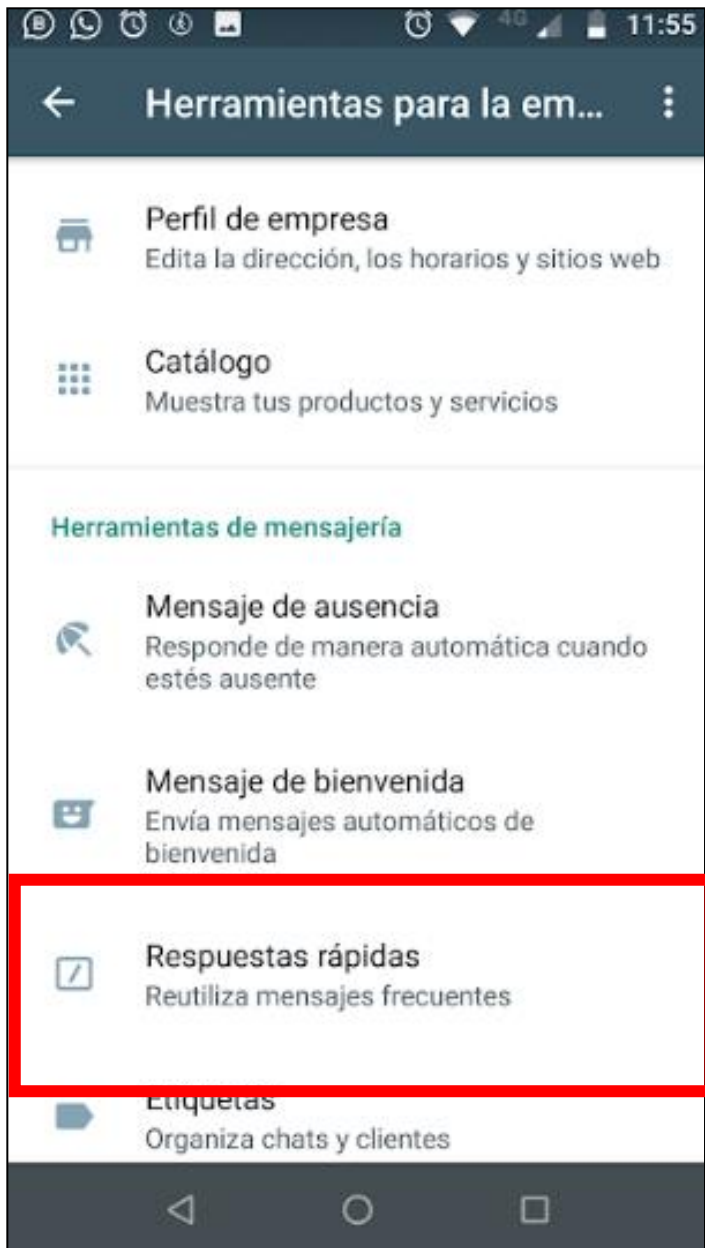 4G 11:55
Herramientas para la em...
Perfil de empresa
Edita la dirección, los horarios y sitios web
Catálogo
Muestra tus productos y servicios
Herramientas de mensajería
Mensaje de ausencia
Responde de manera automática cuando
estés ausente
Mensaje de bienvenida
Envía mensajes automáticos de
bienvenida
Respuestas rápidas
Reutiliza mensajes frecuentes
Etiquetas
Organiza chats y clientes